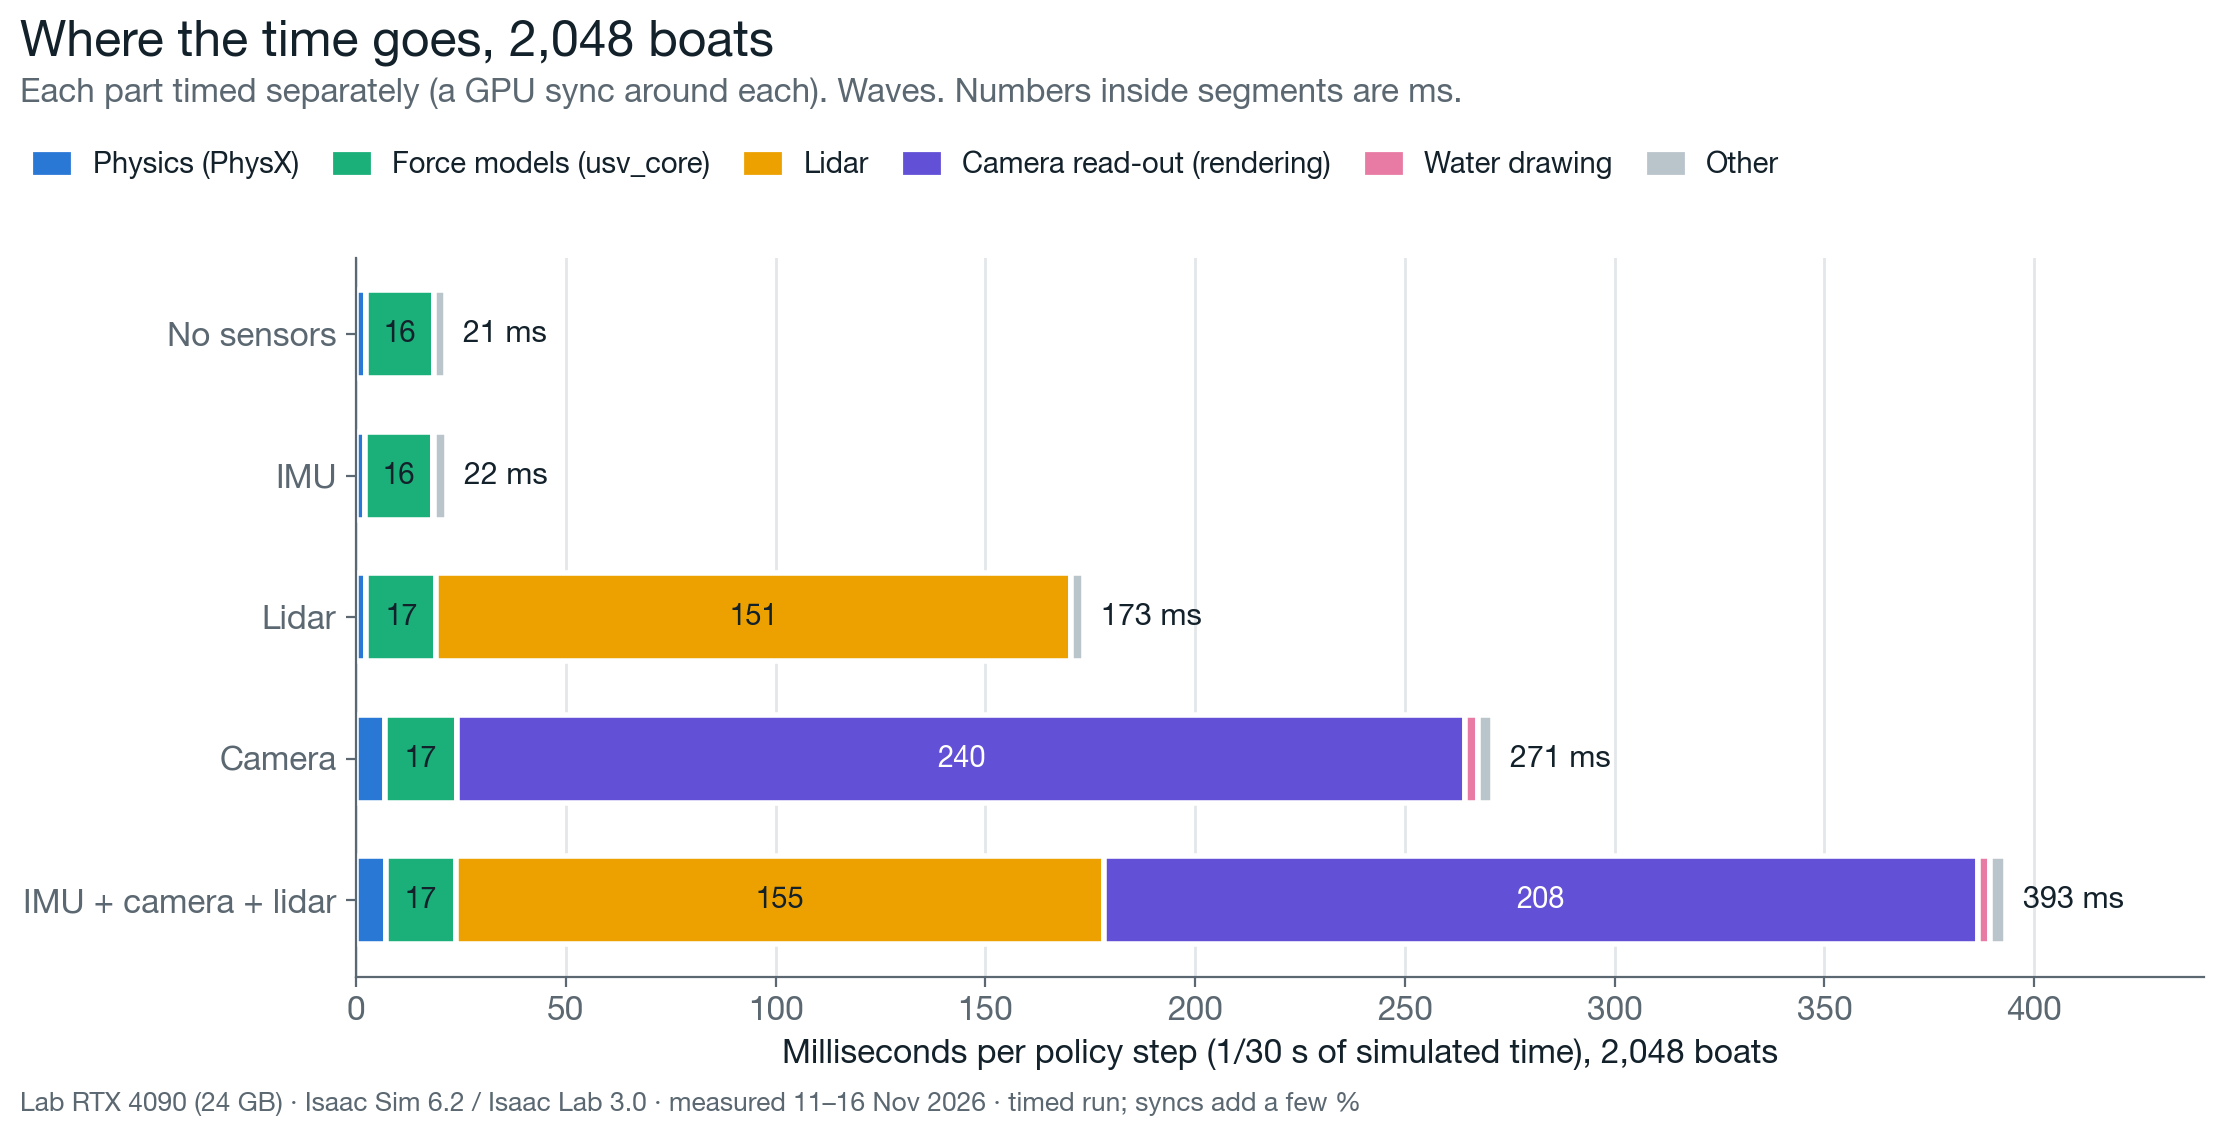 Where the time goes, 2,048 boats
Each part timed separately (a GPU sync around each). Waves. Numbers inside segments are ms.
Physics (PhysX) Force models (usv_core) Lidar Camera read-out (rendering) Water drawing Other
No sensors 16 21 ms
IMU 16 22 ms
Lidar 17 151 173 ms
Camera 17 240 271 ms
IMU + camera + lidar 17 155 208 393 ms
0 50 100 150 200 250 300 350 400
Milliseconds per policy step (1/30 s of simulated time), 2,048 boats
Lab RTX 4090 (24 GB) · Isaac Sim 6.2 / Isaac Lab 3.0 · measured 11–16 Nov 2026 · timed run; syncs add a few %